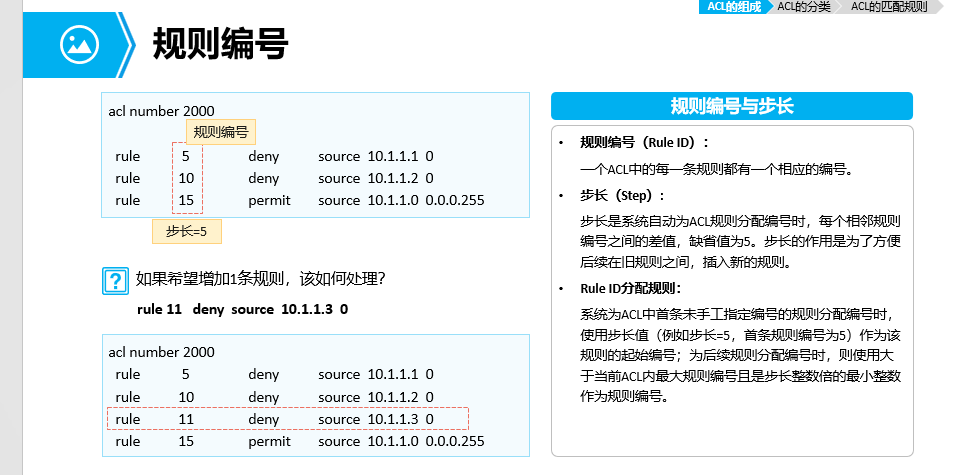 ACL的组成 ACL的分类 ACL的匹配规则
规则编号
acl number 2000
规则编号
rule 5 deny source 10.1.1.1 0
rule 10 deny source 10.1.1.2 0
rule 15 permit source 10.1.1.0 0.0.0.255
步长=5
? 如果希望增加1条规则，该如何处理？
rule 11 deny source 10.1.1.3 0
acl number 2000
rule 5 deny source 10.1.1.1 0
rule 10 deny source 10.1.1.2 0
rule 11 deny source 10.1.1.3 0
rule 15 permit source 10.1.1.0 0.0.0.255
规则编号与步长
• 规则编号（Rule ID）：
一个ACL中的每一条规则都有一个相应的编号。
• 步长（Step）：
步长是系统自动为ACL规则分配编号时，每个相邻规则
编号之间的差值，缺省值为5。步长的作用是为了方便
后续在旧规则之间，插入新的规则。
• Rule ID分配规则：
系统为ACL中首条未手工指定编号的规则分配编号时，
使用步长值（例如步长=5，首条规则编号为5）作为该
规则的起始编号；为后续规则分配编号时，则使用大
于当前ACL内最大规则编号且是步长整数倍的最小整数
作为规则编号。